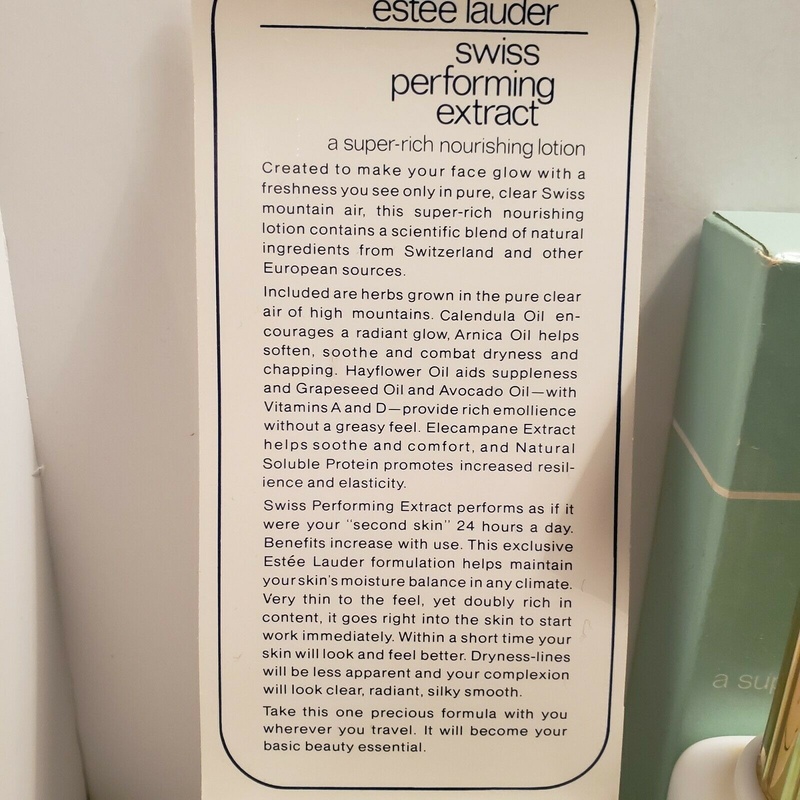 estée lauder
swiss
performing
extract
a super-rich nourishing lotion
Created to make your face glow with a
freshness you see only in pure, clear Swiss
mountain air, this super-rich nourishing
lotion contains a scientific blend of natural
ingredients from Switzerland and other
European sources.
Included are herbs grown in the pure clear
air of high mountains. Calendula Oil en-
courages a radiant glow, Arnica Oil helps
soften, soothe and combat dryness and
chapping. Hayflower Oil aids suppleness
and Grapeseed Oil and Avocado Oil—with
Vitamins A and D—provide rich emollience
without a greasy feel. Elecampane Extract
helps soothe and comfort, and Natural
Soluble Protein promotes increased resil-
ience and elasticity.
Swiss Performing Extract performs as if it
were your "second skin" 24 hours a day.
Benefits increase with use. This exclusive
Estée Lauder formulation helps maintain
your skin's moisture balance in any climate.
Very thin to the feel, yet doubly rich in
content, it goes right into the skin to start
work immediately. Within a short time your
skin will look and feel better. Dryness-lines
will be less apparent and your complexion
will look clear, radiant, silky smooth.
Take this one precious formula with you
wherever you travel. It will become your
basic beauty essential.
a sup